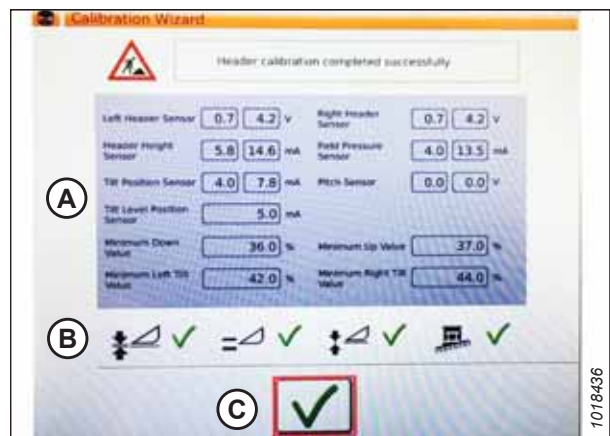 Calibration Wizard
Header calibration completed successfully
Left Header Sensor 0.7 4.2 V Right Header Sensor 0.7 4.2 V
Header Height Sensor 5.8 14.6 mA Field Pressure Sensor 4.0 13.5 mA
Tilt Position Sensor 4.0 7.8 mA Pitch Sensor 0.0 0.0 V
Tilt Level Position Sensor 5.0 mA
Minimum Down Value 36.0 % Minimum Up Value 37.0 %
Minimum Left Tilt Value 42.0 % Minimum Right Tilt Value 44.0 %
A
B
C
1018436